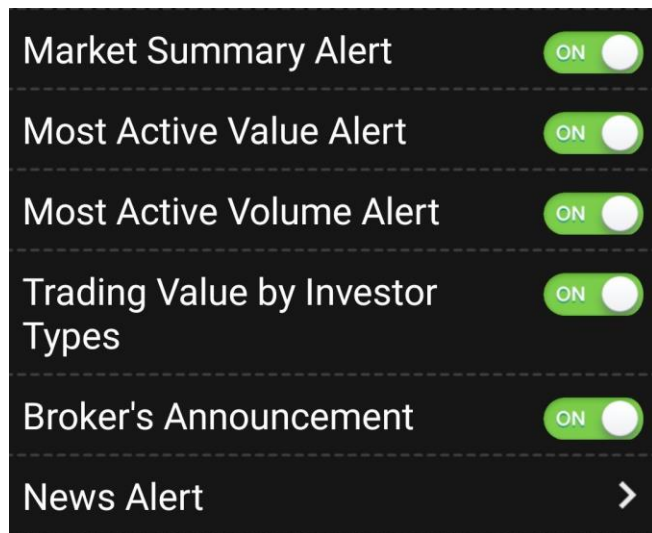 Market Summary Alert ON
Most Active Value Alert ON
Most Active Volume Alert ON
Trading Value by Investor ON
Types
Broker's Announcement ON
News Alert